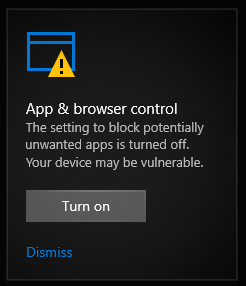 App & browser control
The setting to block potentially
unwanted apps is turned off.
Your device may be vulnerable.
Turn on
Dismiss